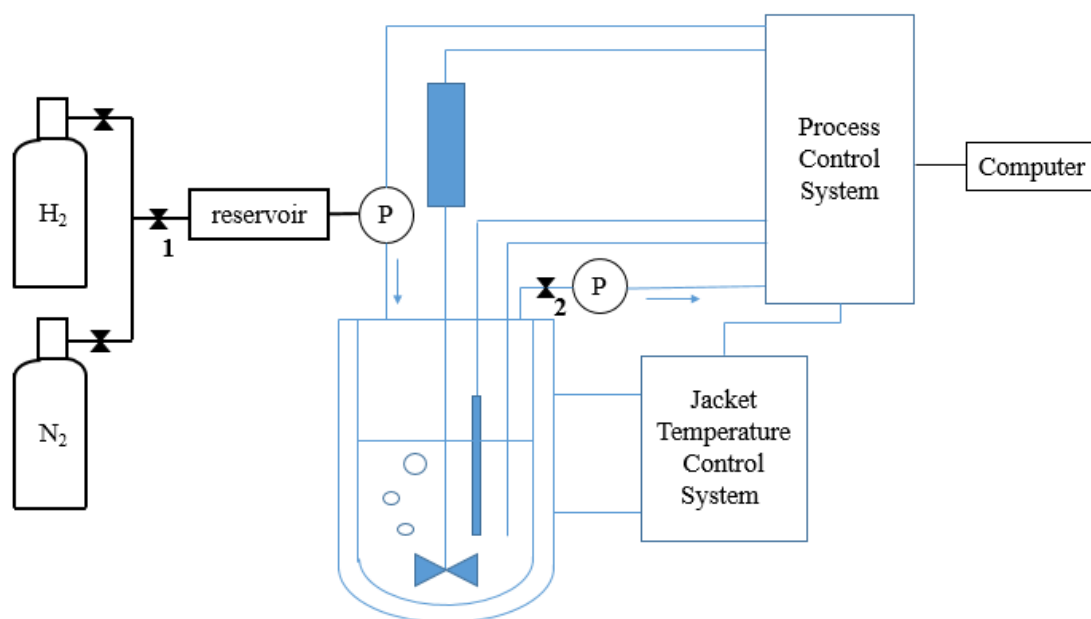 Process
Control
System
Computer
H₂
reservoir
P
1
P
2
N₂
Jacket
Temperature
Control
System